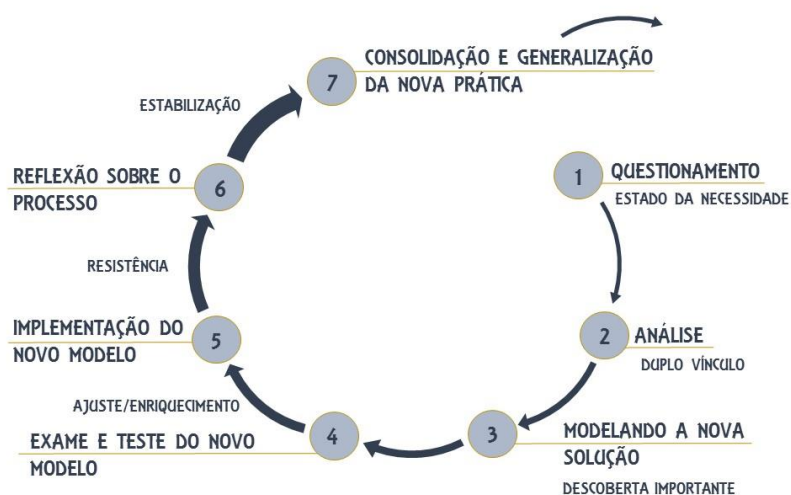 1
QUESTIONAMENTO
ESTADO DA NECESSIDADE
2
ANÁLISE
DUPLO VÍNCULO
3
MODELANDO A NOVA
SOLUÇÃO
DESCOBERTA IMPORTANTE
4
EXAME E TESTE DO NOVO
MODELO
AJUSTE/ENRIQUECIMENTO
5
IMPLEMENTAÇÃO DO
NOVO MODELO
RESISTÊNCIA
6
REFLEXÃO SOBRE O
PROCESSO
ESTABILIZAÇÃO
7
CONSOLIDAÇÃO E GENERALIZAÇÃO
DA NOVA PRÁTICA